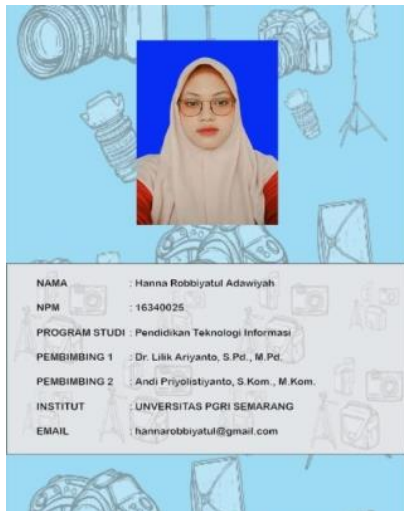 NAMA : Hanna Robbiyatul Adawiyah
NPM : 16340025
PROGRAM STUDI : Pendidikan Teknologi Informasi
PEMBIMBING 1 : Dr. Lilik Ariyanto, S.Pd., M.Pd.
PEMBIMBING 2 : Andi Priyolistiyanto, S.Kom., M.Kom.
INSTITUT : UNVERSITAS PGRI SEMARANG
EMAIL : hannarobbiyatul@gmail.com